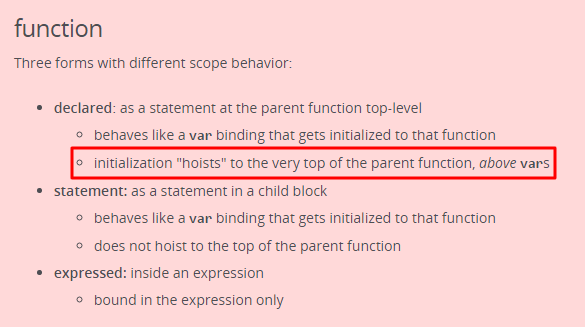 function
Three forms with different scope behavior:
• declared: as a statement at the parent function top-level
◦ behaves like a var binding that gets initialized to that function
◦ initialization "hoists" to the very top of the parent function, above vars
• statement: as a statement in a child block
◦ behaves like a var binding that gets initialized to that function
◦ does not hoist to the top of the parent function
• expressed: inside an expression
◦ bound in the expression only